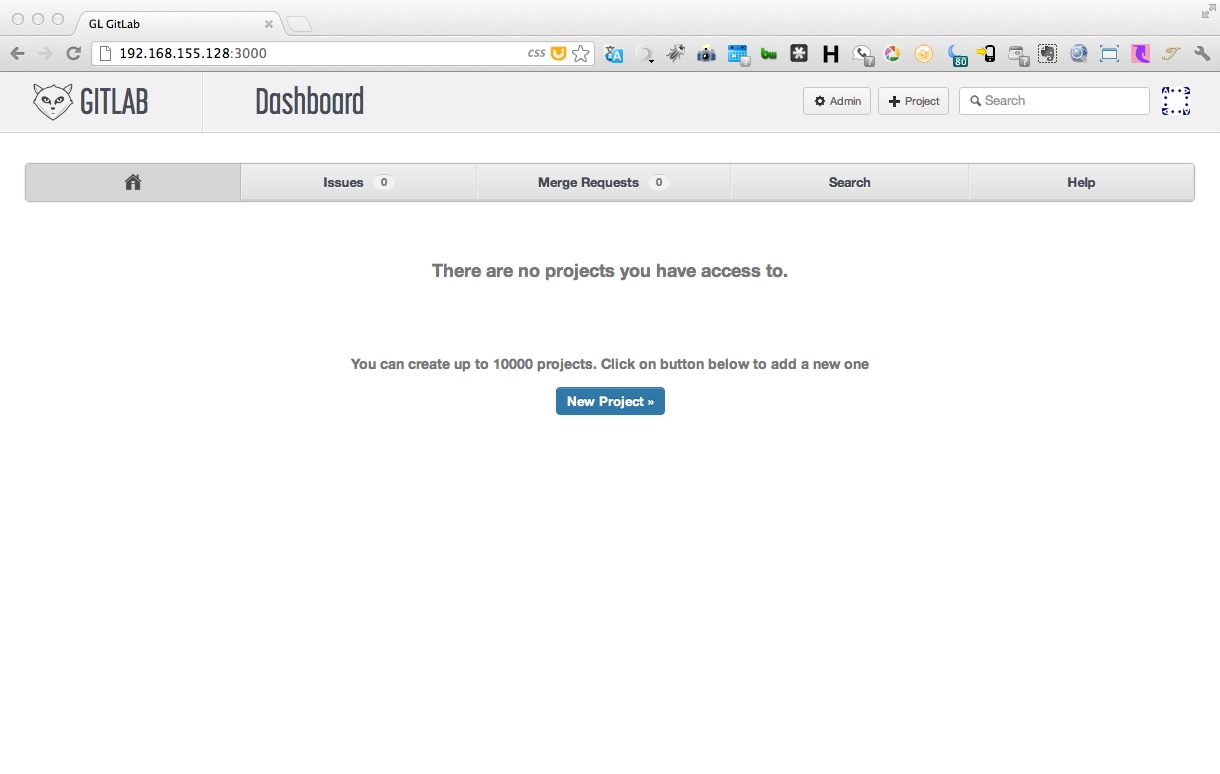 GL GitLab
192.168.155.128:3000
CSS
80
GITLAB
Dashboard
Admin
Project
Search
Issues 0
Merge Requests 0
Search
Help
There are no projects you have access to.
You can create up to 10000 projects. Click on button below to add a new one
New Project »